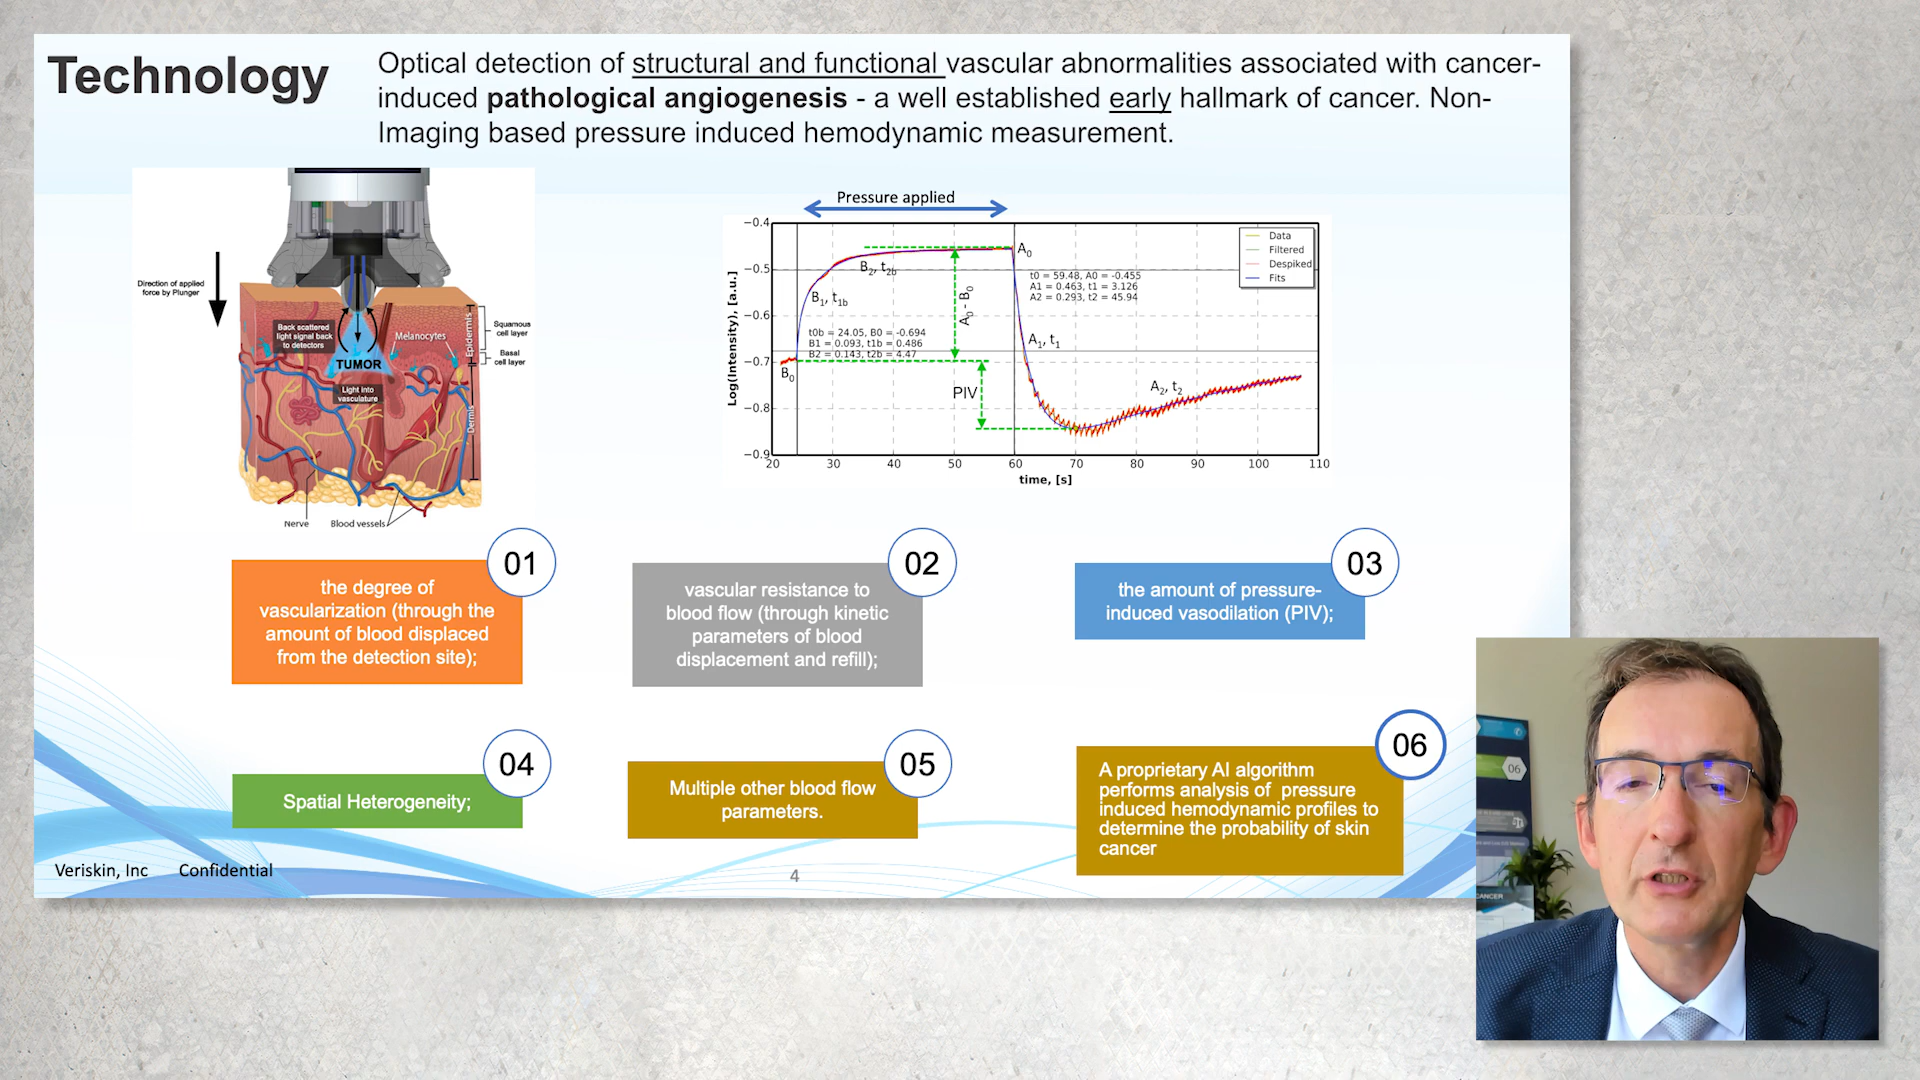 Technology
Optical detection of structural and functional vascular abnormalities associated with cancer-
induced pathological angiogenesis - a well established early hallmark of cancer. Non-
Imaging based pressure induced hemodynamic measurement.
Direction of applied
force by Plunger
Back scattered
light signal back
to detectors
Melanocytes
TUMOR
Light into
vasculature
Epidermis
Dermis
Squamous
cell layer
Basal
cell layer
Nerve
Blood vessels
Pressure applied
Log(Intensity), [a.u.]
−0.4
−0.5
−0.6
−0.7
−0.8
−0.9
20 30 40 50 60 70 80 90 100 110
time, [s]
Data
Filtered
Despiked
Fits
B₀
B₁, t₁b
B₂, t₂b
A₀ - B₀
A₀
A₁, t₁
A₂, t₂
PIV
t0b = 24.05, B0 = -0.694
B1 = 0.093, t1b = 0.486
B2 = 0.143, t2b = 4.47
t0 = 59.48, A0 = -0.455
A1 = 0.463, t1 = 3.126
A2 = 0.293, t2 = 45.94
01
the degree of
vascularization (through the
amount of blood displaced
from the detection site);
02
vascular resistance to
blood flow (through kinetic
parameters of blood
displacement and refill);
03
the amount of pressure-
induced vasodilation (PIV);
04
Spatial Heterogeneity;
05
Multiple other blood flow
parameters.
06
A proprietary AI algorithm
performs analysis of pressure
induced hemodynamic profiles to
determine the probability of skin
cancer
Veriskin, Inc Confidential
4
06
CANCER